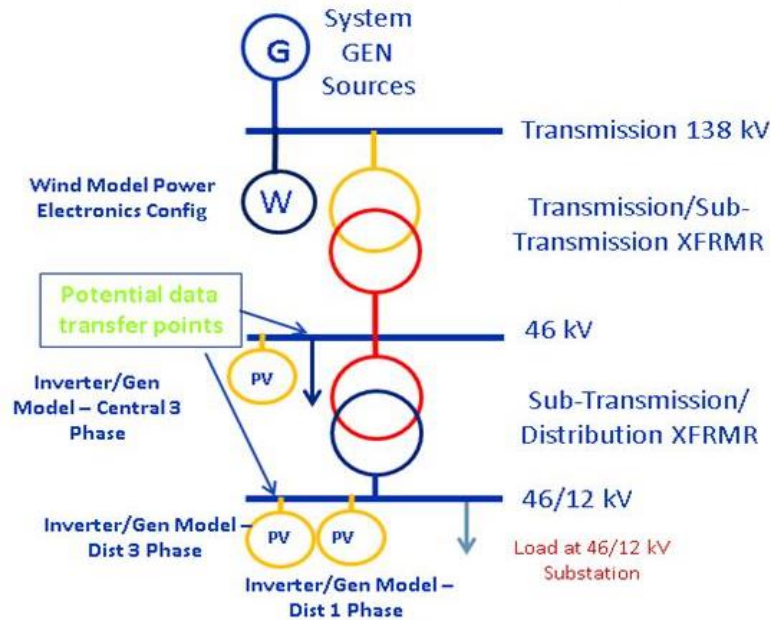 System
GEN
Sources
G
Transmission 138 kV
Wind Model Power
Electronics Config
W
Transmission/Sub-
Transmission XFRMR
Potential data
transfer points
46 kV
PV
Inverter/Gen
Model – Central 3
Phase
Sub-Transmission/
Distribution XFRMR
46/12 kV
Inverter/Gen Model –
Dist 3 Phase
PV
PV
Load at 46/12 kV
Substation
Inverter/Gen Model –
Dist 1 Phase